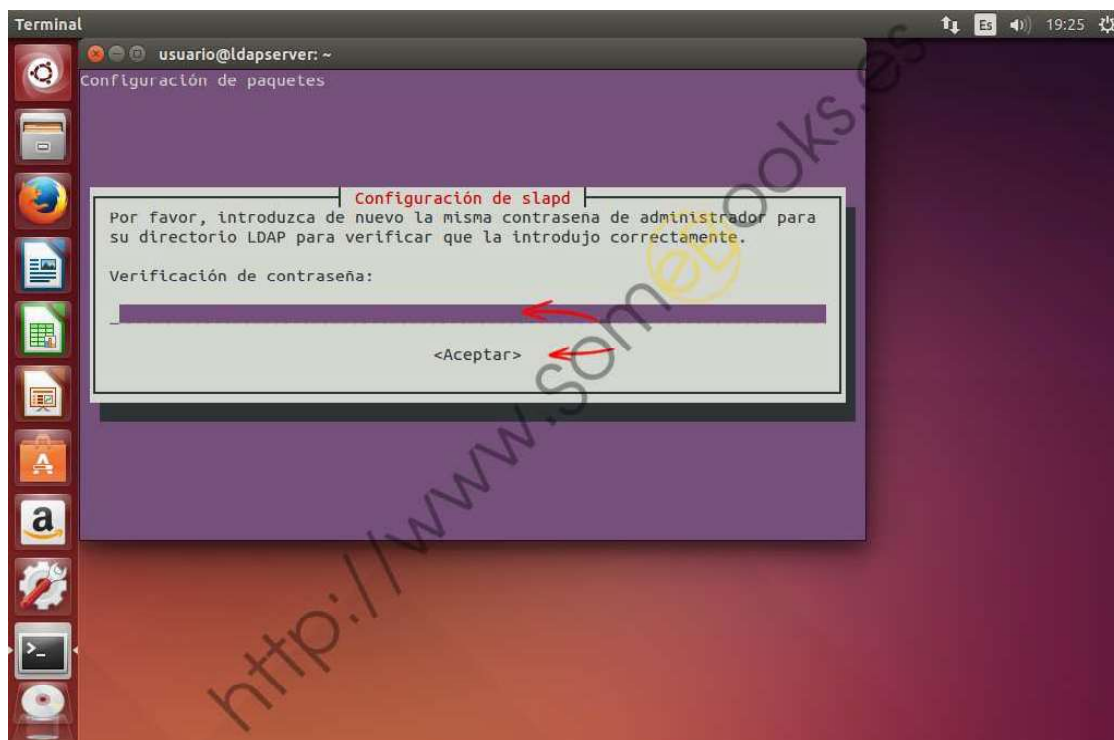 Terminal
Es
19:25
usuario@ldapserver: ~
Configuración de paquetes
Configuración de slapd
Por favor, introduzca de nuevo la misma contraseña de administrador para
su directorio LDAP para verificar que la introdujo correctamente.
Verificación de contraseña:
<Aceptar>
http://www.somebooks.es